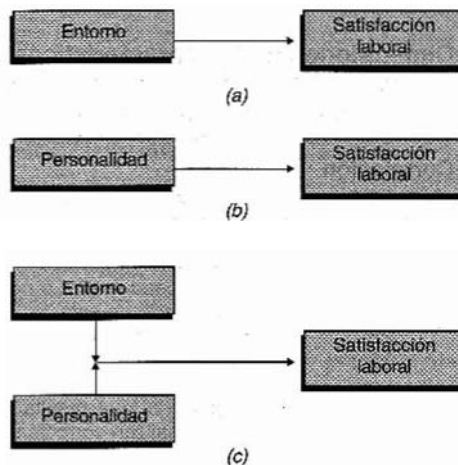 Entorno
Satisfacción
laboral
(a)
Personalidad
Satisfacción
laboral
(b)
Entorno
Satisfacción
laboral
Personalidad
(c)